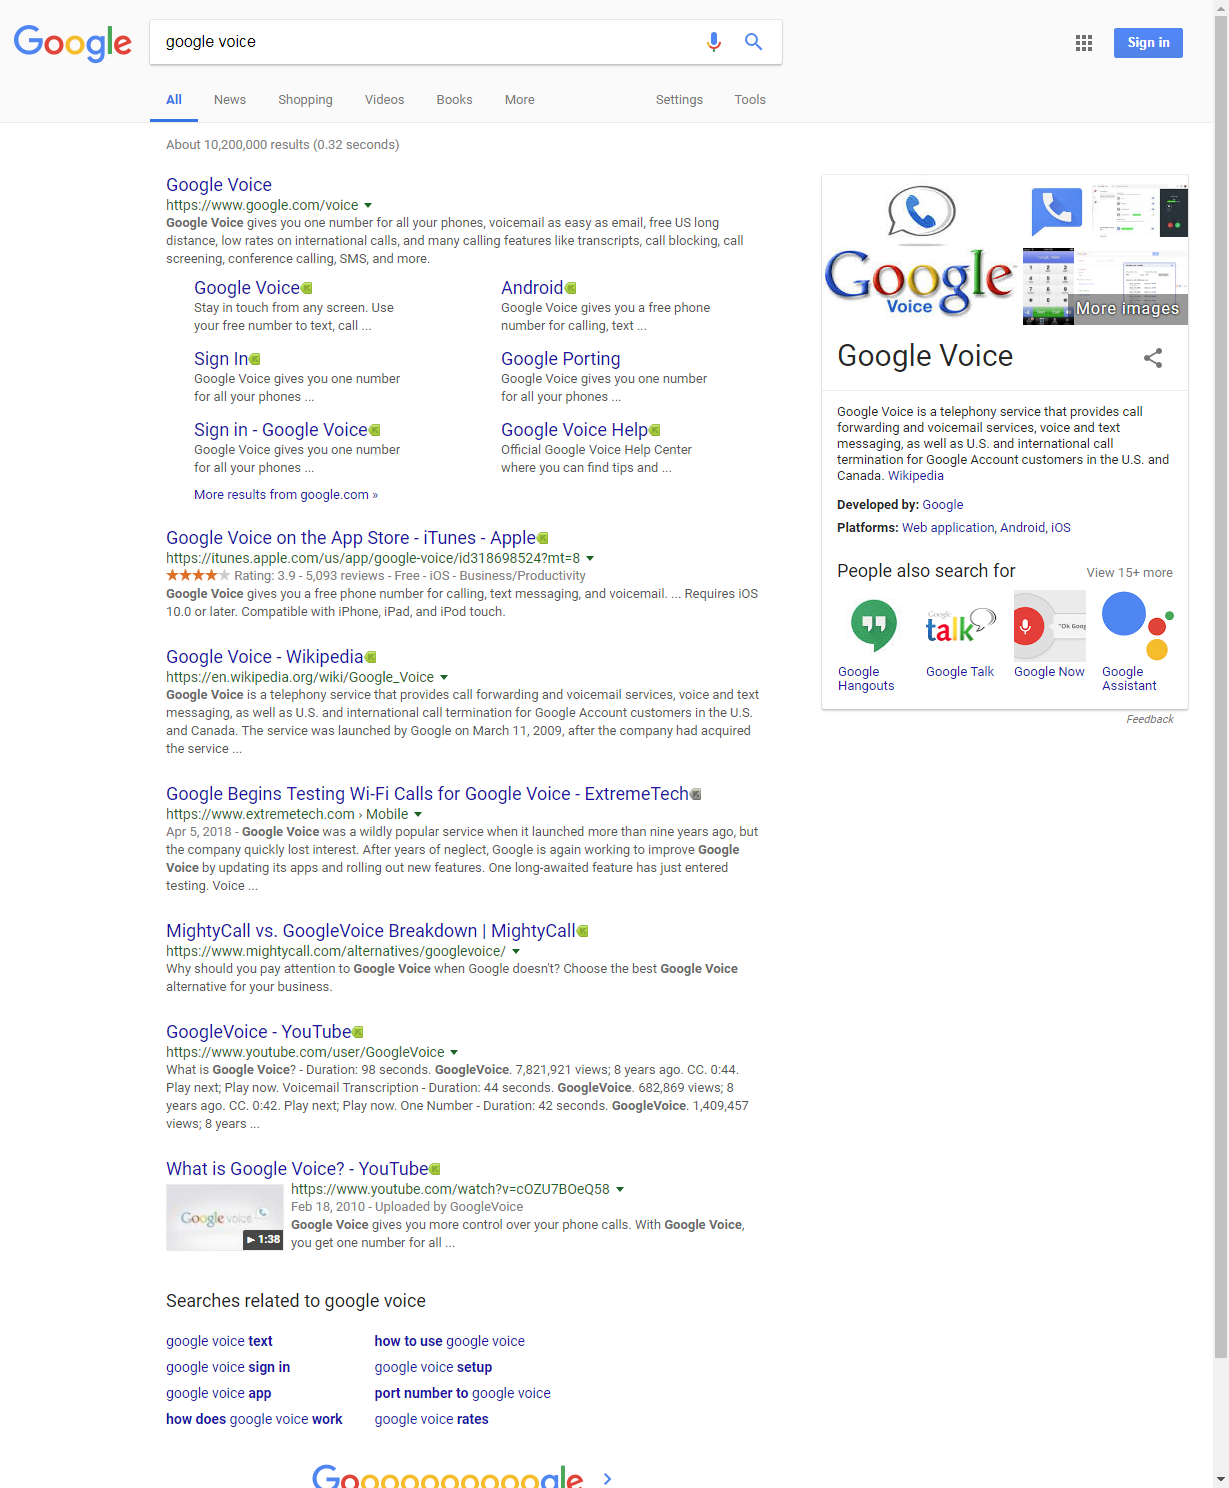 Google
google voice
Sign in
All News Shopping Videos Books More Settings Tools
About 10,200,000 results (0.32 seconds)
Google Voice
https://www.google.com/voice
Google Voice gives you one number for all your phones, voicemail as easy as email, free US long
distance, low rates on international calls, and many calling features like transcripts, call blocking, call
screening, conference calling, SMS, and more.
Google Voice
Stay in touch from any screen. Use
your free number to text, call ...
Android
Google Voice gives you a free phone
number for calling, text ...
Sign In
Google Voice gives you one number
for all your phones ...
Google Porting
Google Voice gives you one number
for all your phones ...
Sign in - Google Voice
Google Voice gives you one number
for all your phones ...
Google Voice Help
Official Google Voice Help Center
where you can find tips and ...
More results from google.com »
Google Voice on the App Store - iTunes - Apple
https://itunes.apple.com/us/app/google-voice/id318698524?mt=8
Rating: 3.9 - 5,093 reviews - Free - iOS - Business/Productivity
Google Voice gives you a free phone number for calling, text messaging, and voicemail. ... Requires iOS
10.0 or later. Compatible with iPhone, iPad, and iPod touch.
Google Voice - Wikipedia
https://en.wikipedia.org/wiki/Google_Voice
Google Voice is a telephony service that provides call forwarding and voicemail services, voice and text
messaging, as well as U.S. and international call termination for Google Account customers in the U.S.
and Canada. The service was launched by Google on March 11, 2009, after the company had acquired
the service ...
Google Begins Testing Wi-Fi Calls for Google Voice - ExtremeTech
https://www.extremetech.com › Mobile
Apr 5, 2018 - Google Voice was a wildly popular service when it launched more than nine years ago, but
the company quickly lost interest. After years of neglect, Google is again working to improve Google
Voice by updating its apps and rolling out new features. One long-awaited feature has just entered
testing. Voice ...
MightyCall vs. GoogleVoice Breakdown | MightyCall
https://www.mightycall.com/alternatives/googlevoice/
Why should you pay attention to Google Voice when Google doesn't? Choose the best Google Voice
alternative for your business.
GoogleVoice - YouTube
https://www.youtube.com/user/GoogleVoice
What is Google Voice? - Duration: 98 seconds. GoogleVoice. 7,821,921 views; 8 years ago. CC. 0:44.
Play next; Play now. Voicemail Transcription - Duration: 44 seconds. GoogleVoice. 682,869 views; 8
years ago. CC. 0:42. Play next; Play now. One Number - Duration: 42 seconds. GoogleVoice. 1,409,457
views; 8 years ...
What is Google Voice? - YouTube
Google voice
1:38
https://www.youtube.com/watch?v=cOZU7BOeQ58
Feb 18, 2010 - Uploaded by GoogleVoice
Google Voice gives you more control over your phone calls. With Google Voice,
you get one number for all ...
Searches related to google voice
google voice text
google voice sign in
google voice app
how does google voice work
how to use google voice
google voice setup
port number to google voice
google voice rates
Goooooooooogle
Google
Voice
More images
Google Voice
Google Voice is a telephony service that provides call
forwarding and voicemail services, voice and text
messaging, as well as U.S. and international call
termination for Google Account customers in the U.S. and
Canada. Wikipedia
Developed by: Google
Platforms: Web application, Android, iOS
People also search for
View 15+ more
Google
talk
"Ok Goog
Google
Hangouts
Google Talk
Google Now
Google
Assistant
Feedback